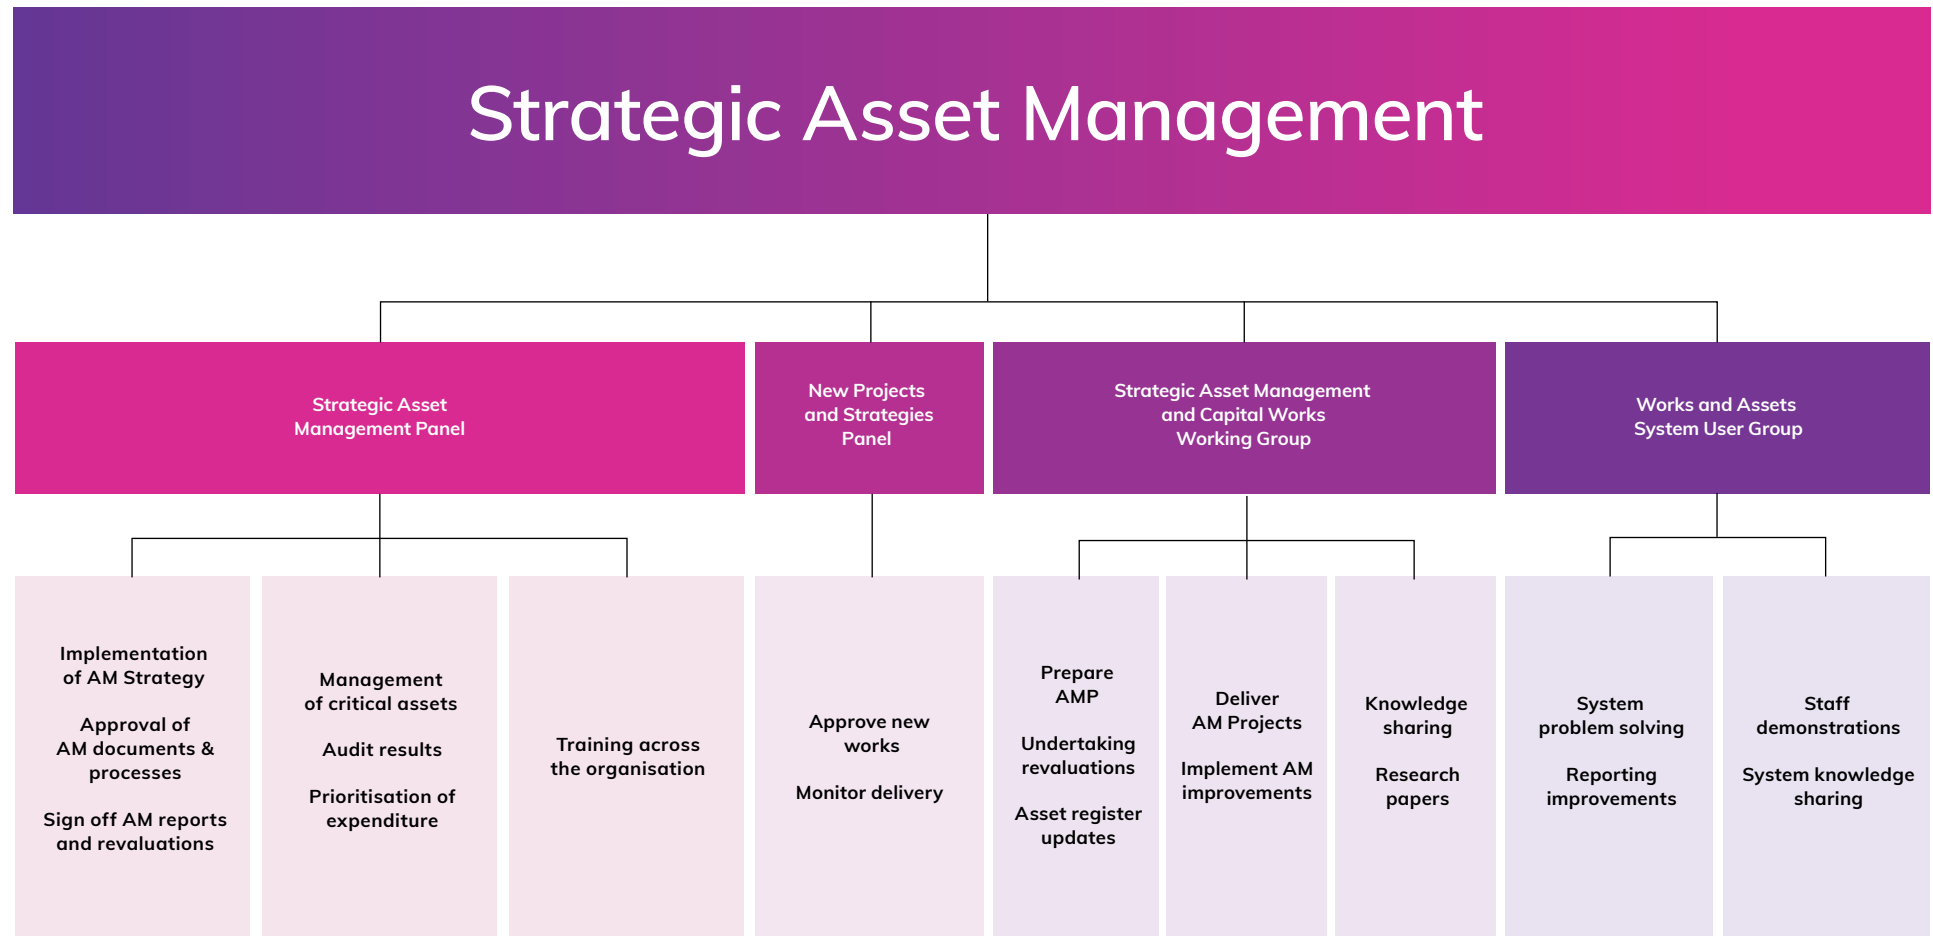 Strategic Asset Management
Strategic Asset
Management Panel
New Projects
and Strategies
Panel
Strategic Asset Management
and Capital Works
Working Group
Works and Assets
System User Group
Implementation
of AM Strategy
Approval of
AM documents &
processes
Sign off AM reports
and revaluations
Management
of critical assets
Audit results
Prioritisation of
expenditure
Training across
the organisation
Approve new
works
Monitor delivery
Prepare
AMP
Undertaking
revaluations
Asset register
updates
Deliver
AM Projects
Implement AM
improvements
Knowledge
sharing
Research
papers
System
problem solving
Reporting
improvements
Staff
demonstrations
System knowledge
sharing